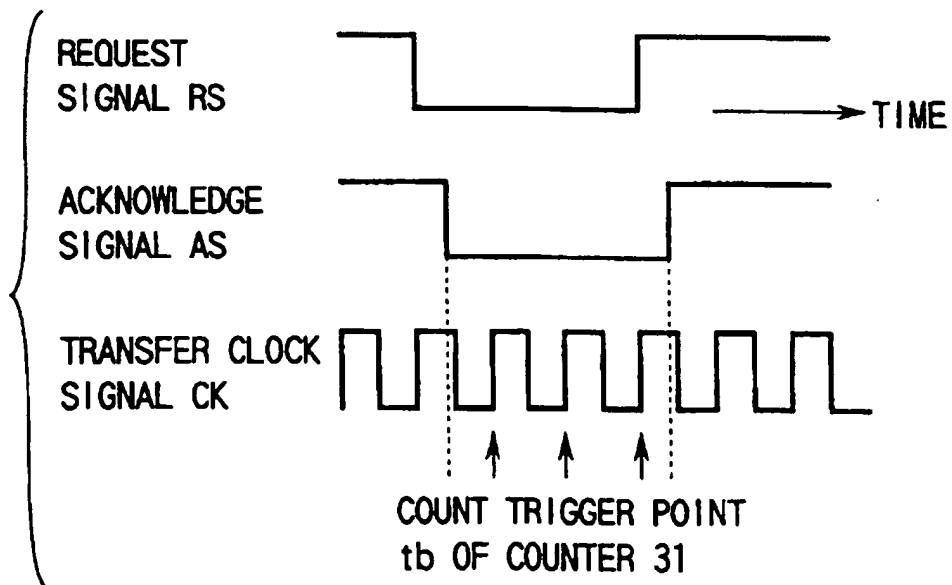 REQUEST
SIGNAL RS
TIME
ACKNOWLEDGE
SIGNAL AS
TRANSFER CLOCK
SIGNAL CK
COUNT TRIGGER POINT
tb OF COUNTER 31